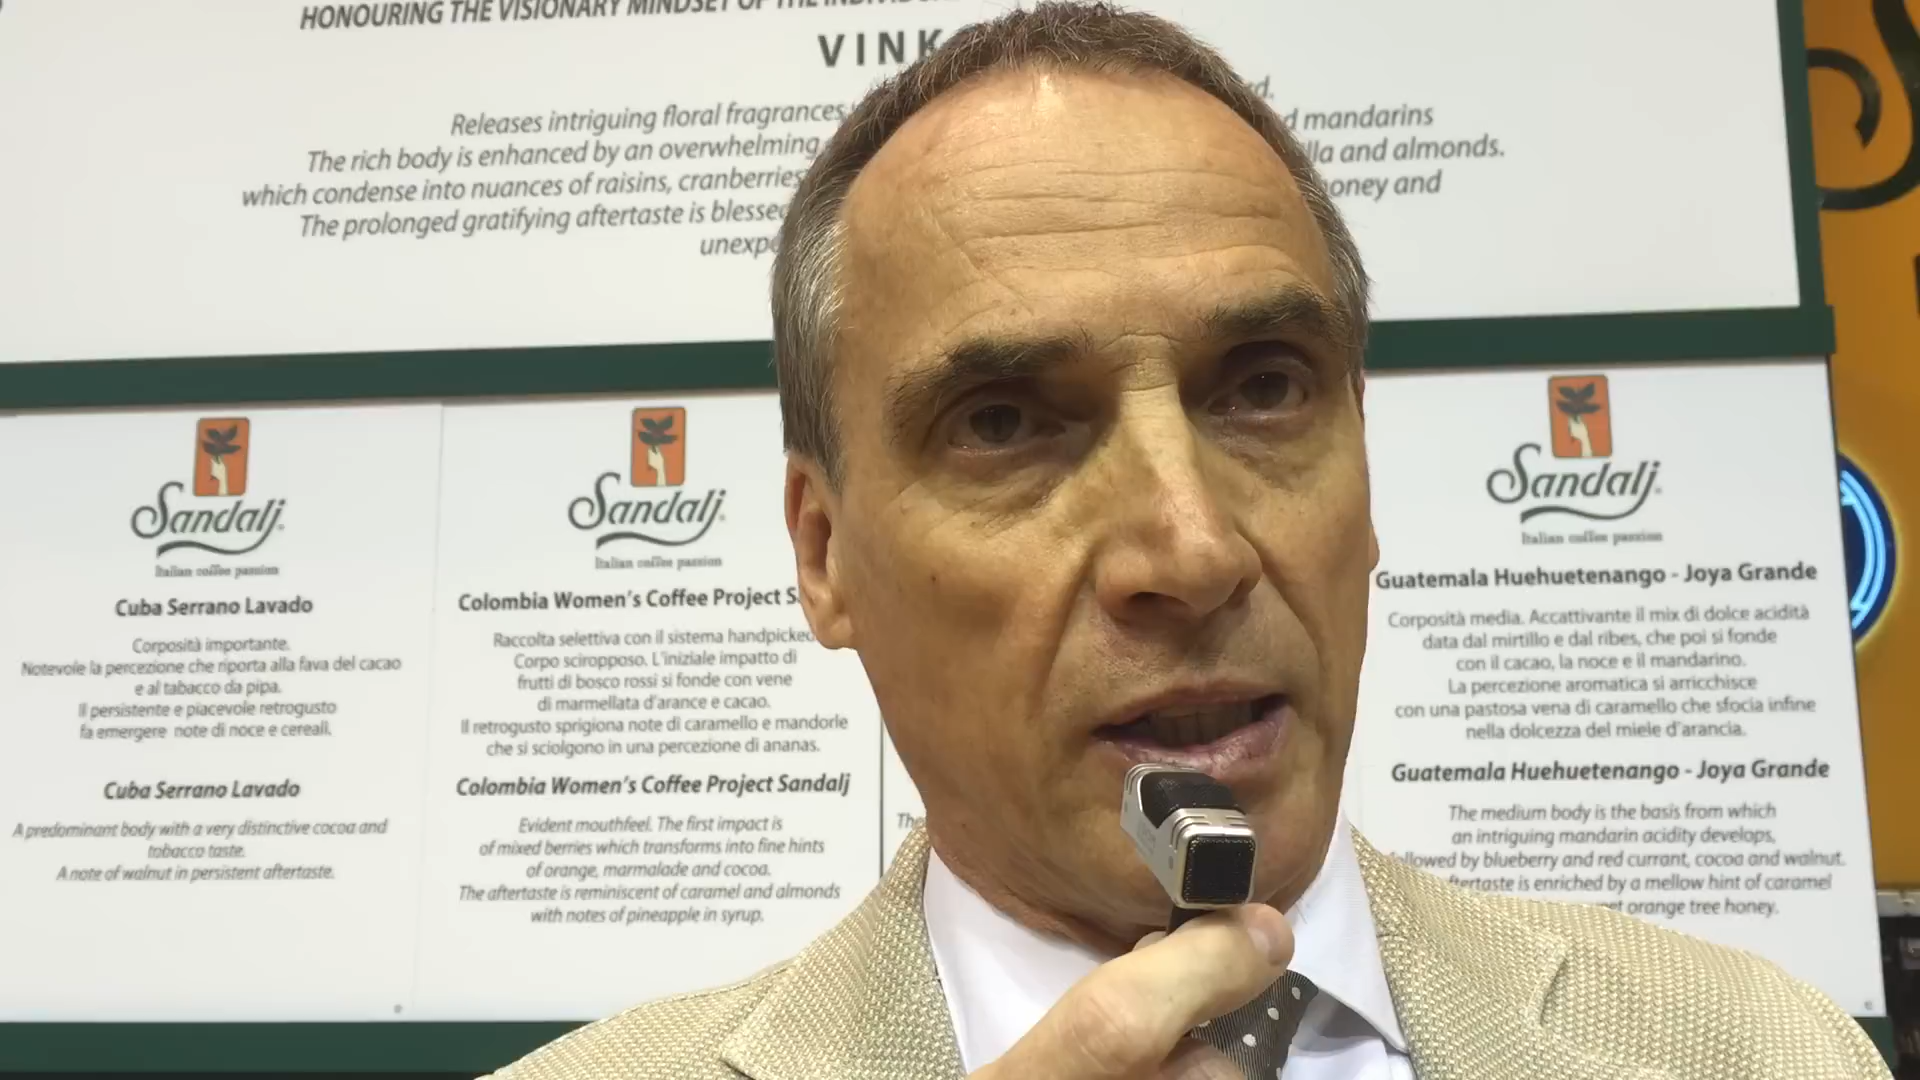 HONOURING THE VISIONARY MINDSET OF THE
VINK
Releases intriguing floral fragrances
d mandarins
The rich body is enhanced by an overwhelming
lla and almonds.
which condense into nuances of raisins, cranberries
oney and
The prolonged gratifying aftertaste is blessed
unexpe
Sandalj
Italian coffee passion
Cuba Serrano Lavado
Corposità importante.
Notevole la percezione che riporta alla fava del cacao
e al tabacco da pipa.
Il persistente e piacevole retrogusto
fa emergere note di noce e cereali.
Cuba Serrano Lavado
A predominant body with a very distinctive cocoa and
tobacco taste.
A note of walnut in persistent aftertaste.
Sandalj
Italian coffee passion
Colombia Women's Coffee Project S
Raccolta selettiva con il sistema handpicked
Corpo sciropposo. L'iniziale impatto di
frutti di bosco rossi si fonde con vene
di marmellata d'arance e cacao.
Il retrogusto sprigiona note di caramello e mandorle
che si sciolgono in una percezione di ananas.
Colombia Women's Coffee Project Sandalj
Evident mouthfeel. The first impact is
of mixed berries which transforms into fine hints
of orange, marmalade and cocoa.
The aftertaste is reminiscent of caramel and almonds
with notes of pineapple in syrup.
The
Sandalj
Italian coffee passion
Guatemala Huehuetenango - Joya Grande
Corposità media. Accattivante il mix di dolce acidità
data dal mirtillo e dal ribes, che poi si fonde
con il cacao, la noce e il mandarino.
La percezione aromatica si arricchisce
con una pastosa vena di caramello che sfocia infine
nella dolcezza del miele d'arancia.
Guatemala Huehuetenango - Joya Grande
The medium body is the basis from which
an intriguing mandarin acidity develops,
ollowed by blueberry and red currant, cocoa and walnut.
ftertaste is enriched by a mellow hint of caramel
et orange tree honey.